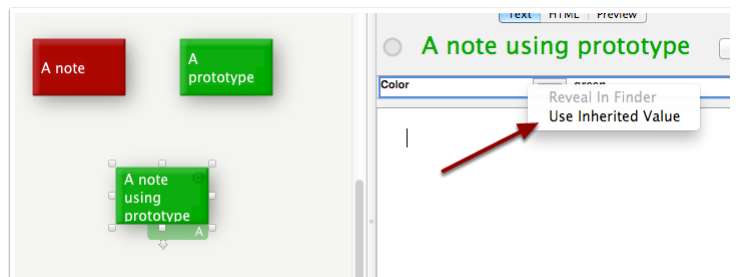 A note
A
prototype
A note
using
prototype
A
Text HTML Preview
A note using prototype
Color green
Reveal In Finder
Use Inherited Value